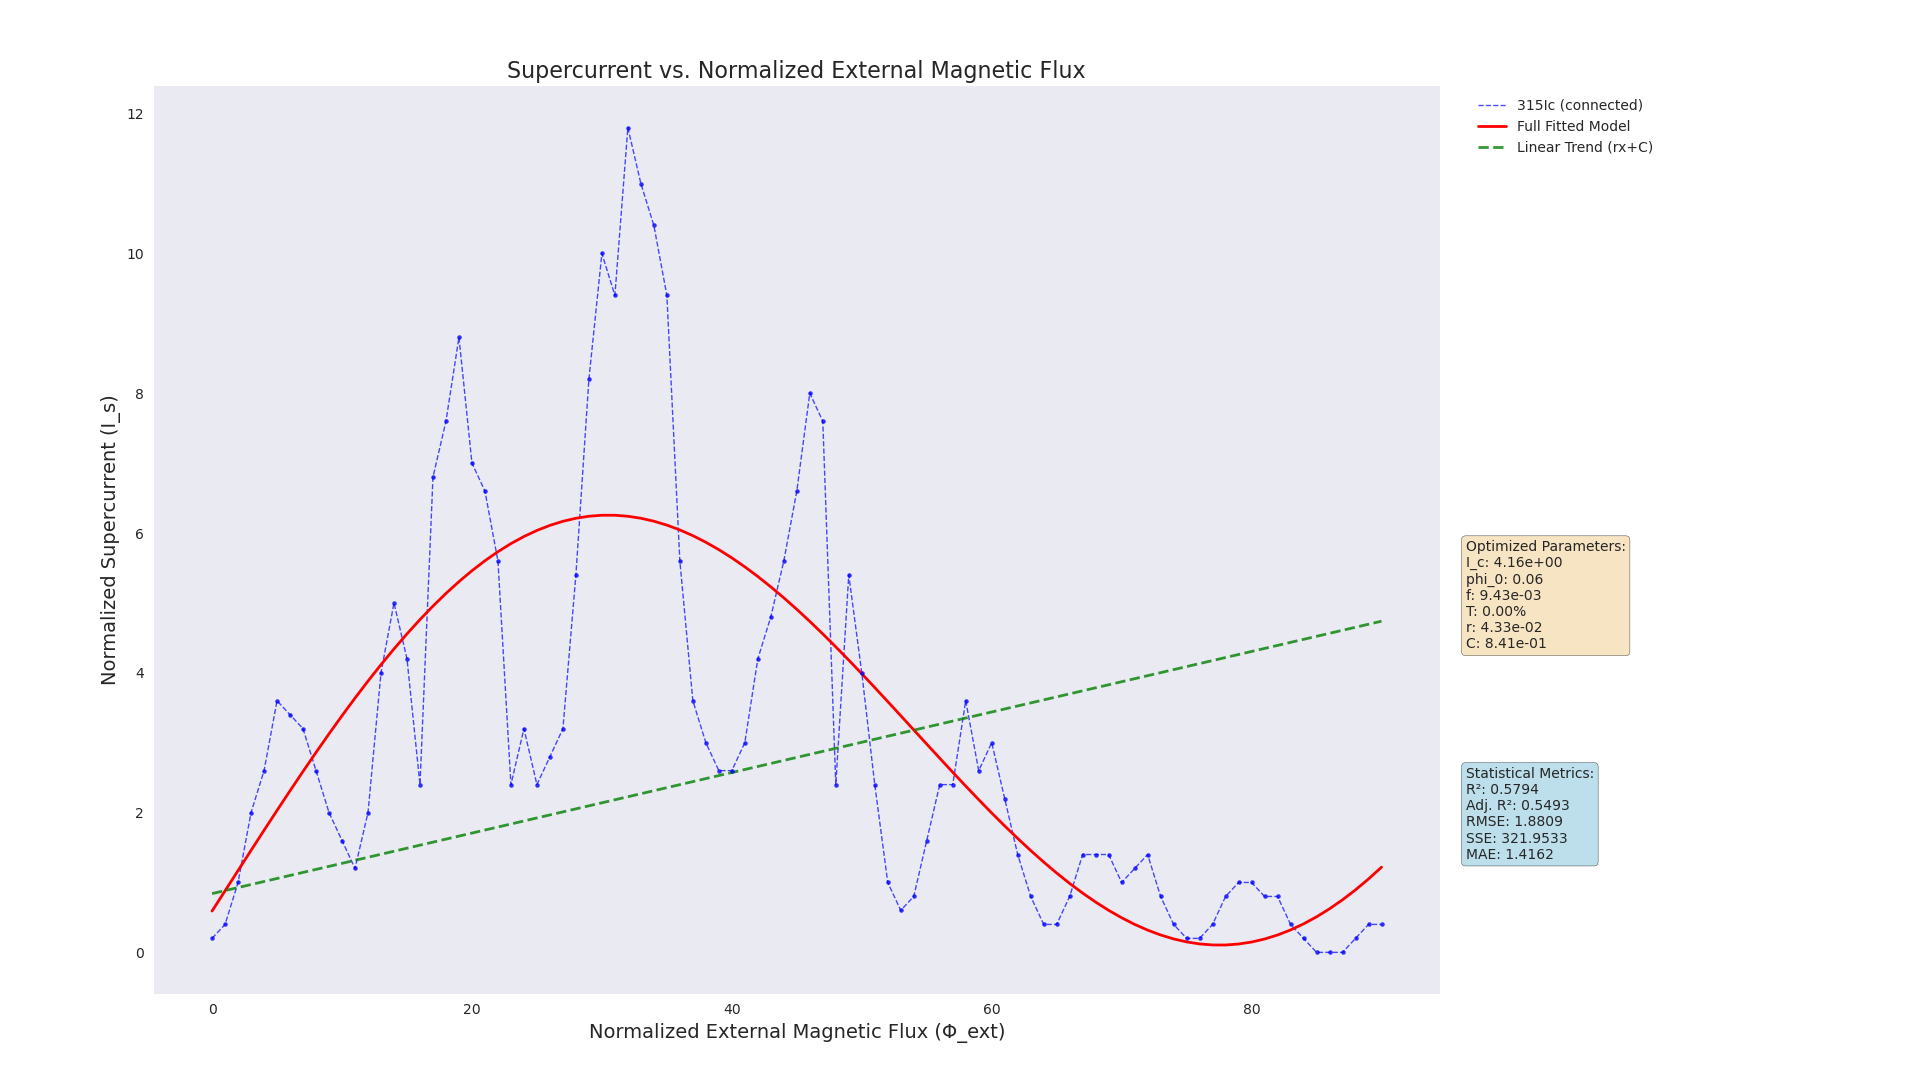 Supercurrent vs. Normalized External Magnetic Flux
12
10
8
6
4
2
0
Normalized Supercurrent (I_s)
0
20
40
60
80
Normalized External Magnetic Flux (Φ_ext)
315Ic (connected)
Full Fitted Model
Linear Trend (rx+C)
Optimized Parameters:
I_c: 4.16e+00
phi_0: 0.06
f: 9.43e-03
T: 0.00%
r: 4.33e-02
C: 8.41e-01
Statistical Metrics:
R²: 0.5794
Adj. R²: 0.5493
RMSE: 1.8809
SSE: 321.9533
MAE: 1.4162